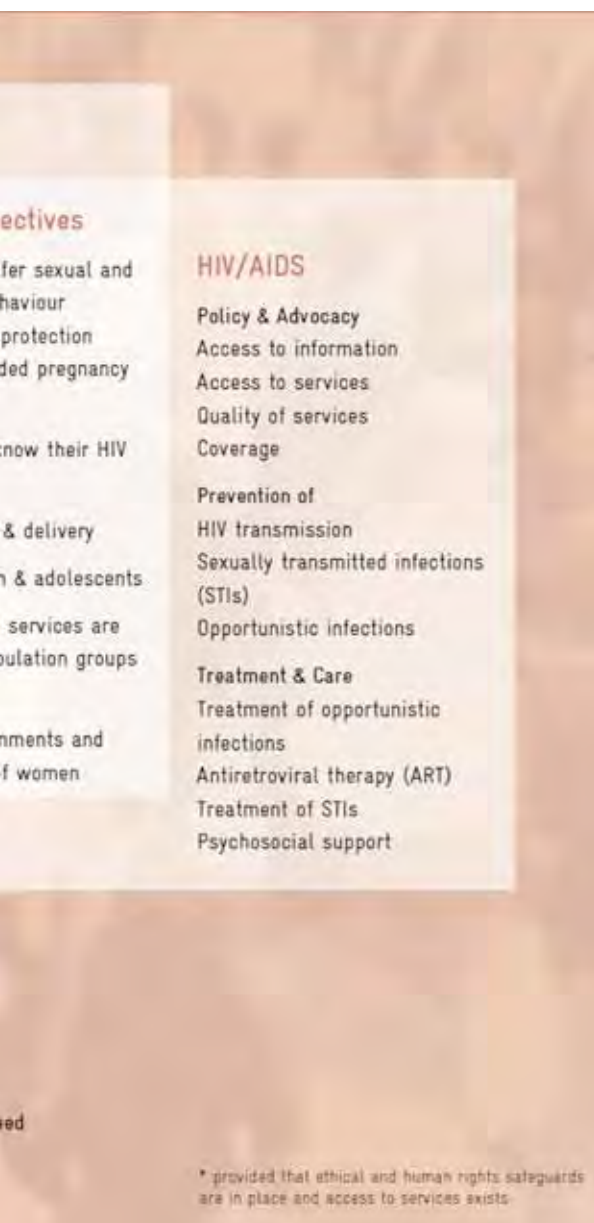 ectives
fer sexual and
haviour
protection
ded pregnancy
know their HIV
& delivery
n & adolescents
services are
pulation groups
nments and
f women
HIV/AIDS
Policy & Advocacy
Access to information
Access to services
Quality of services
Coverage
Prevention of
HIV transmission
Sexually transmitted infections
(STIs)
Opportunistic infections
Treatment & Care
Treatment of opportunistic
infections
Antiretroviral therapy (ART)
Treatment of STIs
Psychosocial support
* provided that ethical and human rights safeguards
are in place and access to services exists